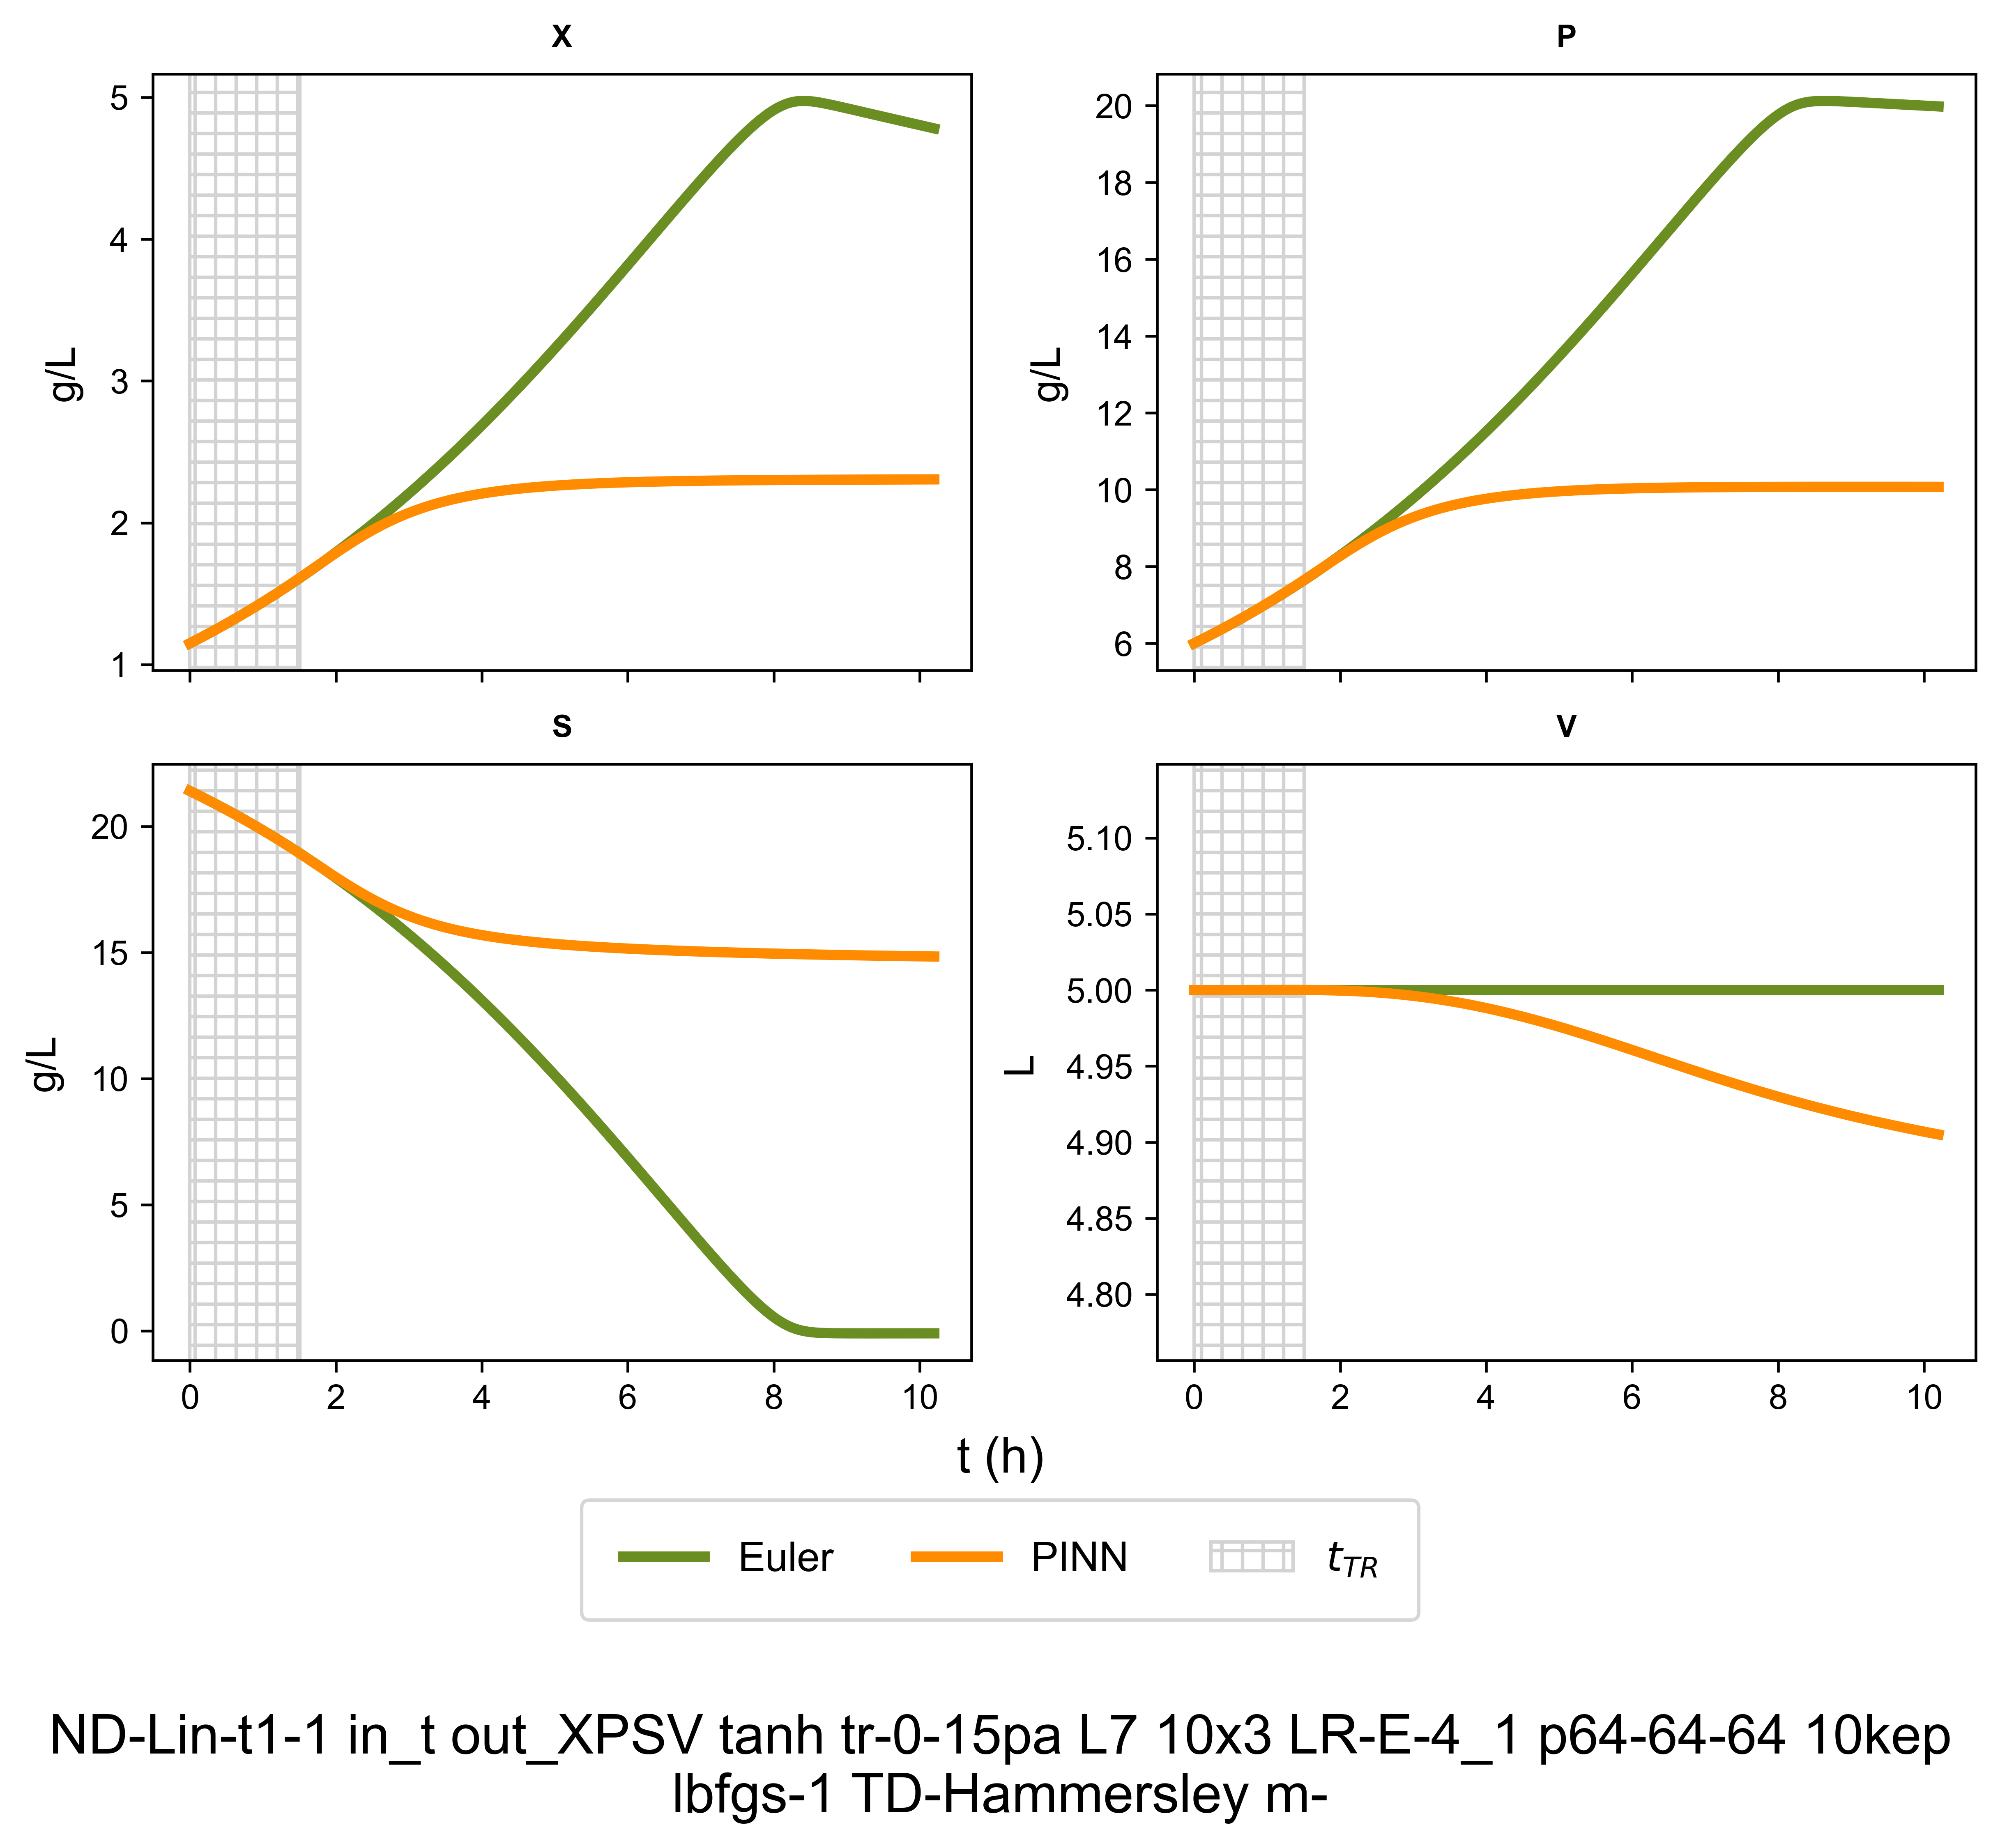 X
5
4
3
2
1
g/L
P
20
18
16
14
12
10
8
6
g/L
S
20
15
10
5
0
g/L
0 2 4 6 8 10
V
5.10
5.05
5.00
4.95
4.90
4.85
4.80
L
0 2 4 6 8 10
t (h)
Euler PINN t_TR
ND-Lin-t1-1 in_t out_XPSV tanh tr-0-15pa L7 10x3 LR-E-4_1 p64-64-64 10kep
lbfgs-1 TD-Hammersley m-